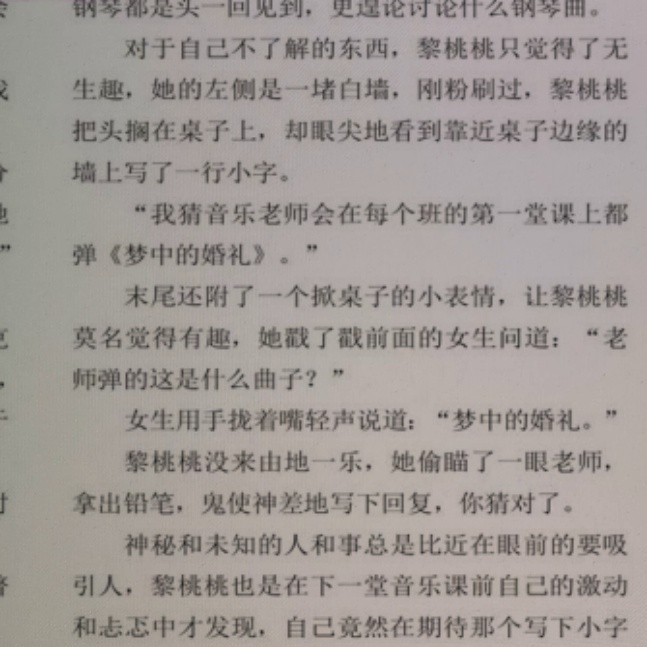 钢琴都是头一回见到，更遑论讨论什么钢琴曲。
对于自己不了解的东西，黎桃桃只觉得了无
生趣，她的左侧是一堵白墙，刚粉刷过，黎桃桃
把头搁在桌子上，却眼尖地看到靠近桌子边缘的
墙上写了一行小字。
“我猜音乐老师会在每个班的第一堂课上都
弹《梦中的婚礼》。”
末尾还附了一个掀桌子的小表情，让黎桃桃
莫名觉得有趣，她戳了戳前面的女生问道：“老
师弹的这是什么曲子？”
女生用手拢着嘴轻声说道：“梦中的婚礼。”
黎桃桃没来由地一乐，她偷瞄了一眼老师，
拿出铅笔，鬼使神差地写下回复，你猜对了。
神秘和未知的人和事总是比近在眼前的要吸
引人，黎桃桃也是在下一堂音乐课前自己的激动
和忐忑中才发现，自己竟然在期待那个写下小字